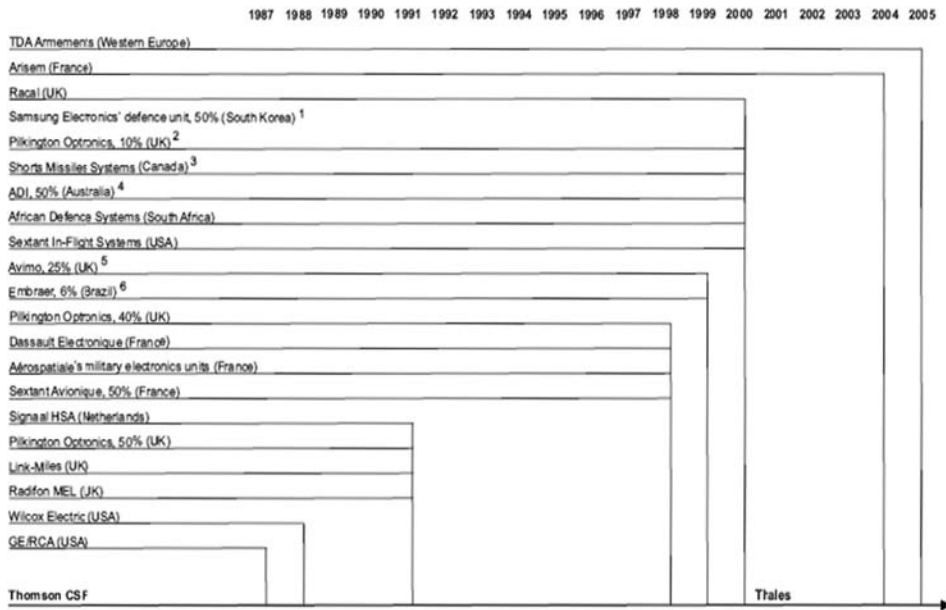 1987 1988 1989 1990 1991 1992 1993 1994 1995 1996 1997 1998 1999 2000 2001 2002 2003 2004 2005
TDA Armements (Western Europe)
Arisem (France)
Racal (UK)
Samsung Electronics' defence unit, 50% (South Korea) 1
Pilkington Optronics, 10% (UK) 2
Shorts Missiles Systems (Canada) 3
ADI, 50% (Australia) 4
African Defence Systems (South Africa)
Sextant In-Flight Systems (USA)
Avimo, 25% (UK) 5
Embraer, 6% (Brazil) 6
Pilkington Optronics, 40% (UK)
Dassault Electronique (France)
Aérospatiale's military electronics units (France)
Sextant Avionique, 50% (France)
Signaal HSA (Netherlands)
Pilkington Optronics, 50% (UK)
Link-Miles (UK)
Radifon MEL (UK)
Wilcox Electric (USA)
GE/RCA (USA)
Thomson CSF Thales